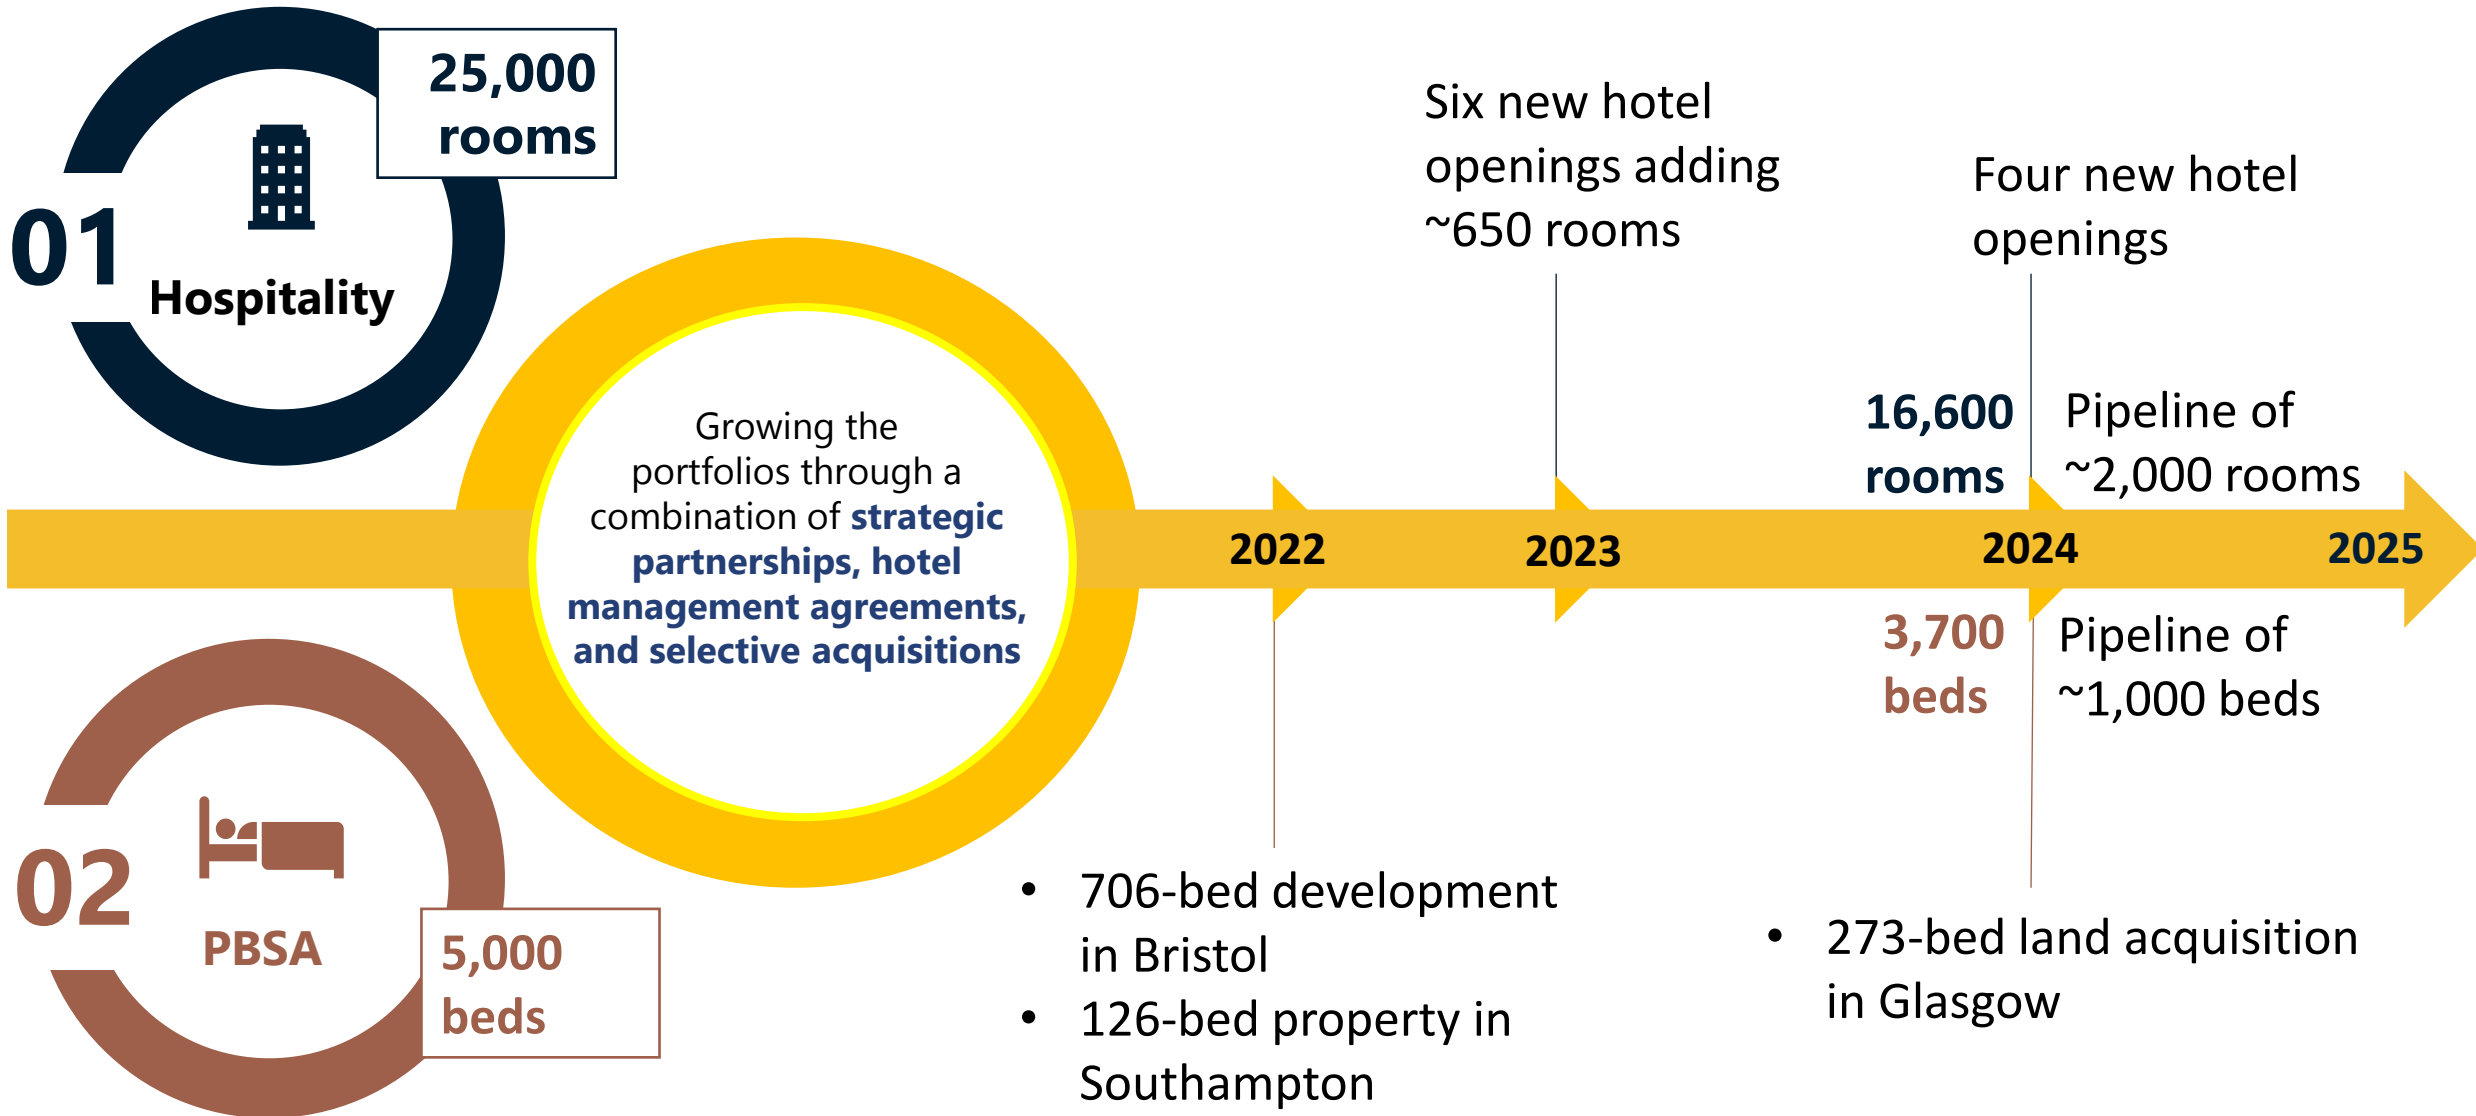 25,000
rooms
01
Hospitality
Growing the
portfolios through a
combination of strategic
partnerships, hotel
management agreements,
and selective acquisitions
02
PBSA
5,000
beds
Six new hotel
openings adding
~650 rooms
Four new hotel
openings
16,600
rooms
Pipeline of
~2,000 rooms
2022
2023
2024
2025
3,700
beds
Pipeline of
~1,000 beds
• 706-bed development
in Bristol
• 126-bed property in
Southampton
• 273-bed land acquisition
in Glasgow